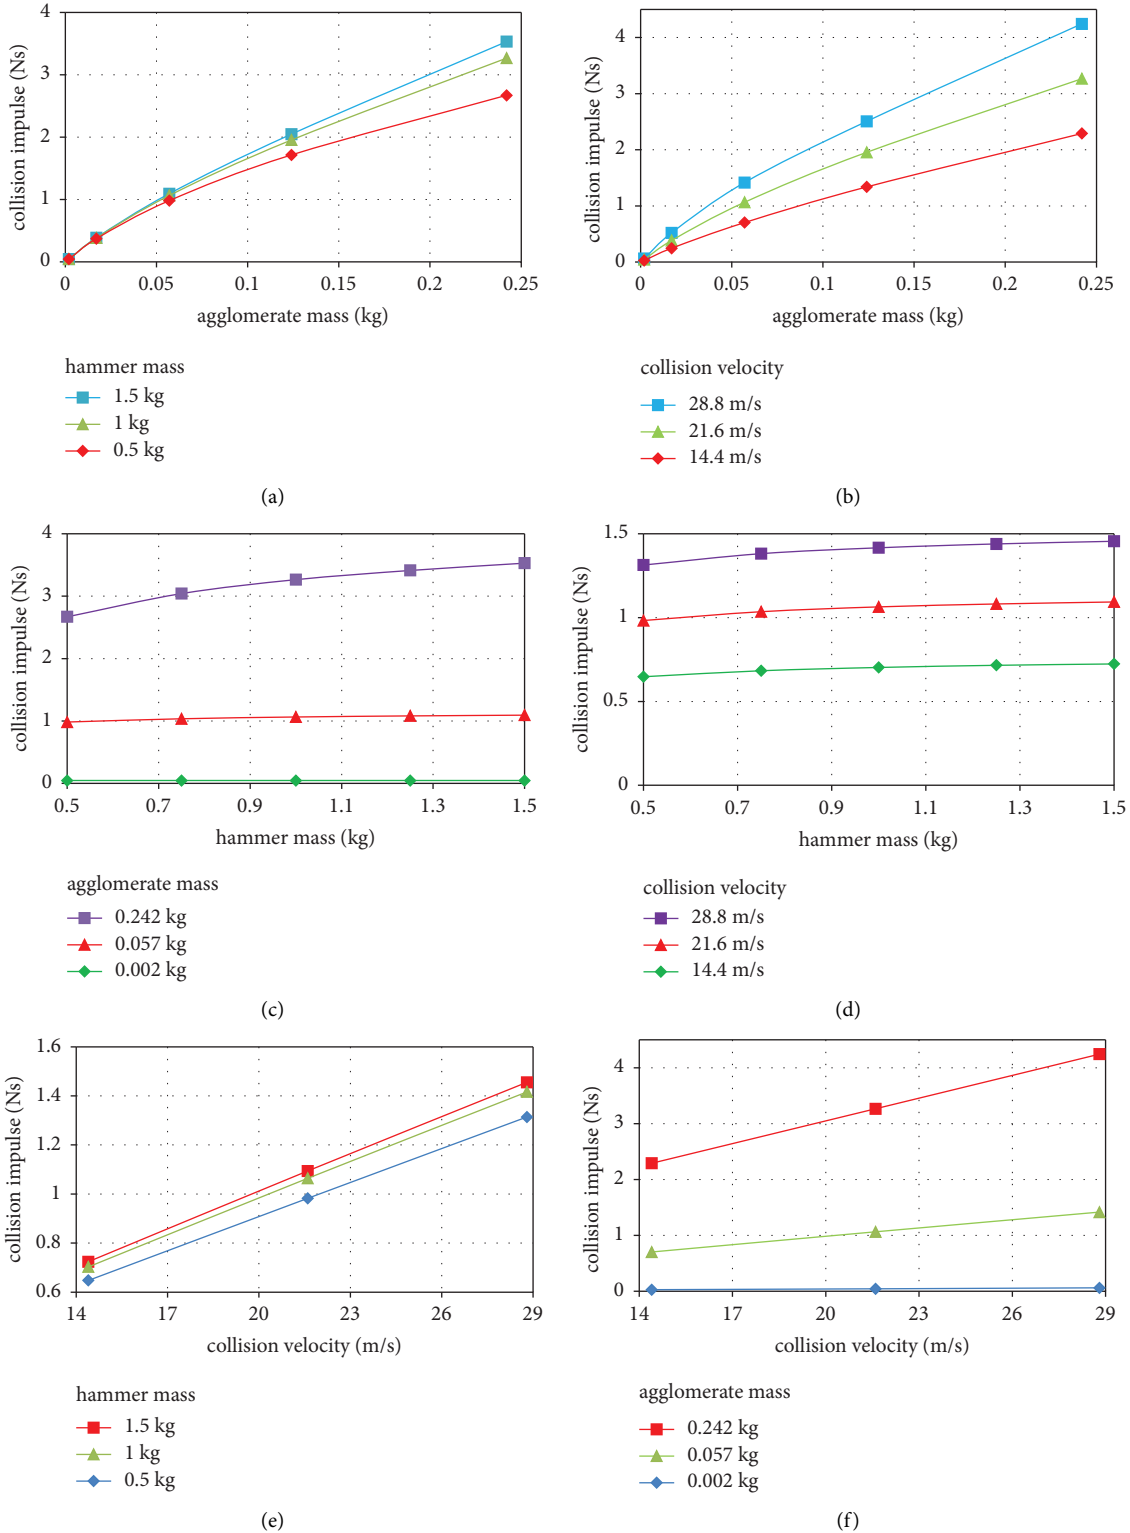 collision impulse (Ns)
4
3
2
1
0
0
0.05
0.1
0.15
0.2
0.25
agglomerate mass (kg)
hammer mass
1.5 kg
1 kg
0.5 kg
(a)
collision impulse (Ns)
4
3
2
1
0
0
0.05
0.1
0.15
0.2
0.25
agglomerate mass (kg)
collision velocity
28.8 m/s
21.6 m/s
14.4 m/s
(b)
collision impulse (Ns)
4
3
2
1
0
0.5
0.7
0.9
1.1
1.3
1.5
hammer mass (kg)
agglomerate mass
0.242 kg
0.057 kg
0.002 kg
(c)
collision impulse (Ns)
1.5
1
0.5
0
0.5
0.7
0.9
1.1
1.3
1.5
hammer mass (kg)
collision velocity
28.8 m/s
21.6 m/s
14.4 m/s
(d)
collision impulse (Ns)
1.6
1.4
1.2
1
0.8
0.6
14
17
20
23
26
29
collision velocity (m/s)
hammer mass
1.5 kg
1 kg
0.5 kg
(e)
collision impulse (Ns)
4
3
2
1
0
14
17
20
23
26
29
collision velocity (m/s)
agglomerate mass
0.242 kg
0.057 kg
0.002 kg
(f)